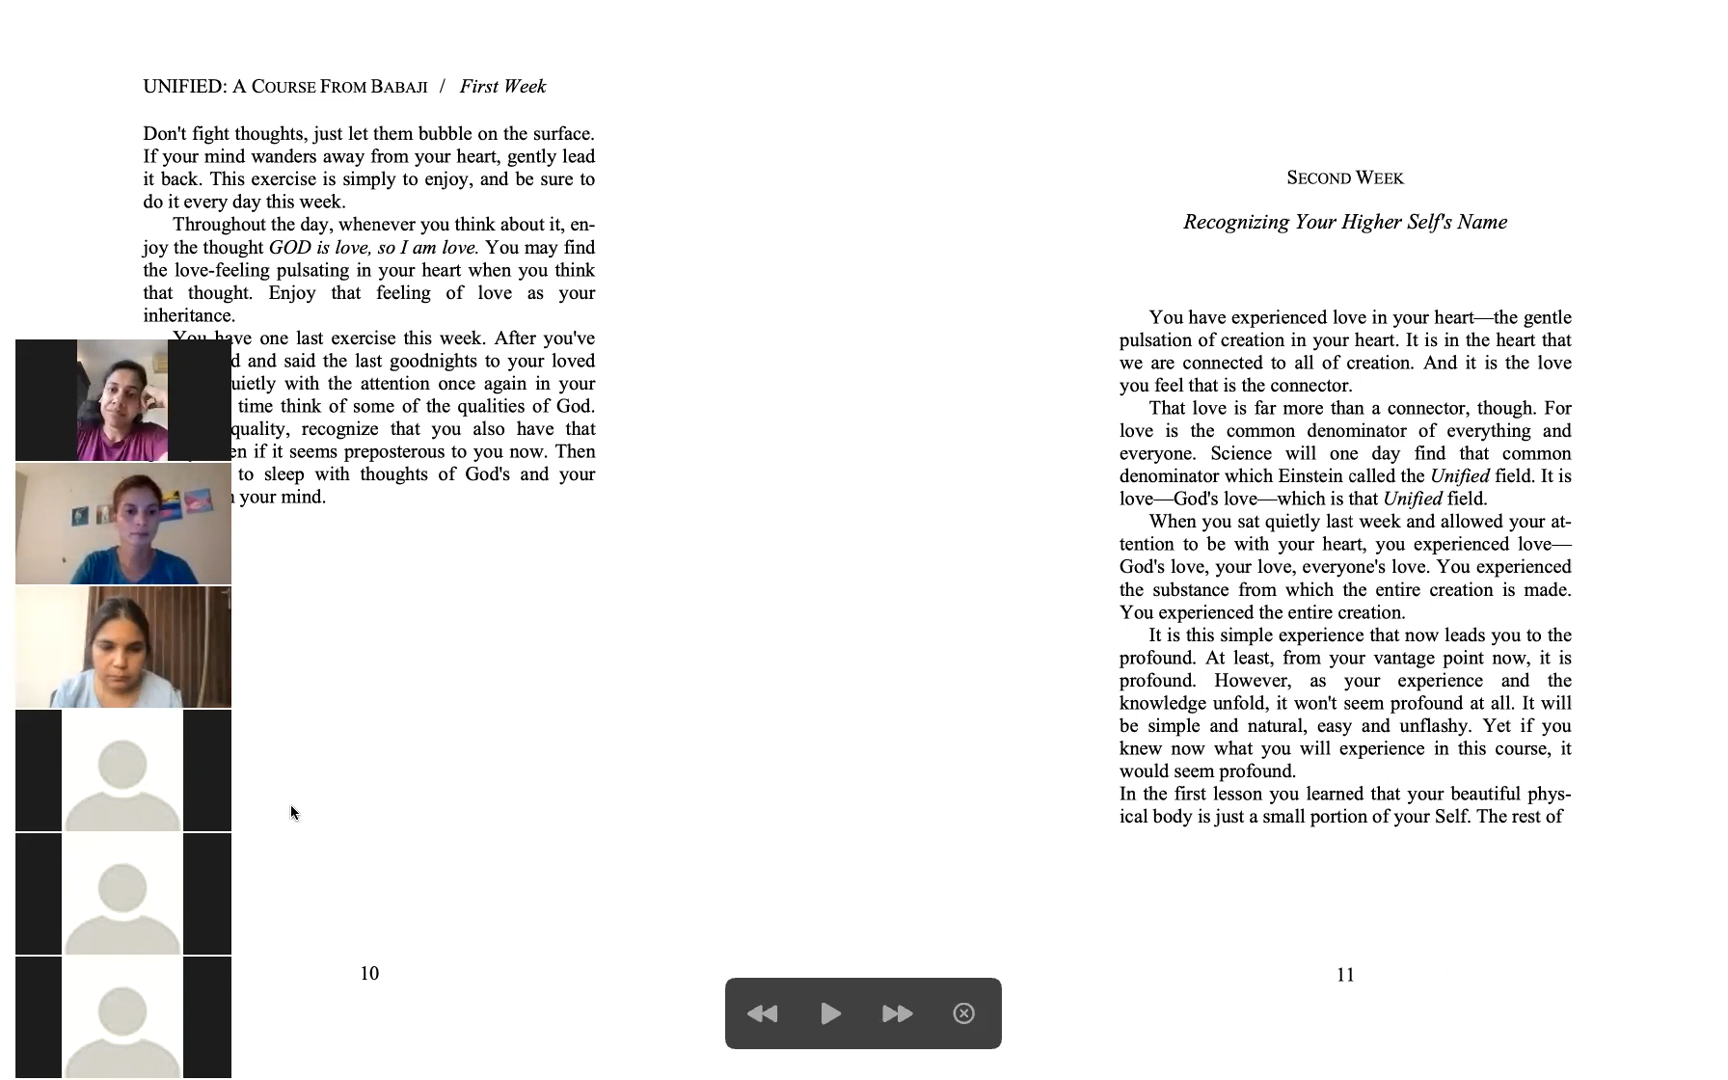 UNIFIED: A COURSE FROM BABAJI / First Week
Don't fight thoughts, just let them bubble on the surface.
If your mind wanders away from your heart, gently lead
it back. This exercise is simply to enjoy, and be sure to
do it every day this week.
Throughout the day, whenever you think about it, en-
joy the thought GOD is love, so I am love. You may find
the love-feeling pulsating in your heart when you think
that thought. Enjoy that feeling of love as your
inheritance.
You have one last exercise this week. After you've
and said the last goodnights to your loved
with the attention once again in your
time think of some of the qualities of God.
quality, recognize that you also have that
if it seems preposterous to you now. Then
to sleep with thoughts of God's and your
your mind.
10
SECOND WEEK
Recognizing Your Higher Self's Name
You have experienced love in your heart—the gentle
pulsation of creation in your heart. It is in the heart that
we are connected to all of creation. And it is the love
you feel that is the connector.
That love is far more than a connector, though. For
love is the common denominator of everything and
everyone. Science will one day find that common
denominator which Einstein called the Unified field. It is
love—God's love—which is that Unified field.
When you sat quietly last week and allowed your at-
tention to be with your heart, you experienced love—
God's love, your love, everyone's love. You experienced
the substance from which the entire creation is made.
You experienced the entire creation.
It is this simple experience that now leads you to the
profound. At least, from your vantage point now, it is
profound. However, as your experience and the
knowledge unfold, it won't seem profound at all. It will
be simple and natural, easy and unflashy. Yet if you
knew now what you will experience in this course, it
would seem profound.
In the first lesson you learned that your beautiful phys-
ical body is just a small portion of your Self. The rest of
11